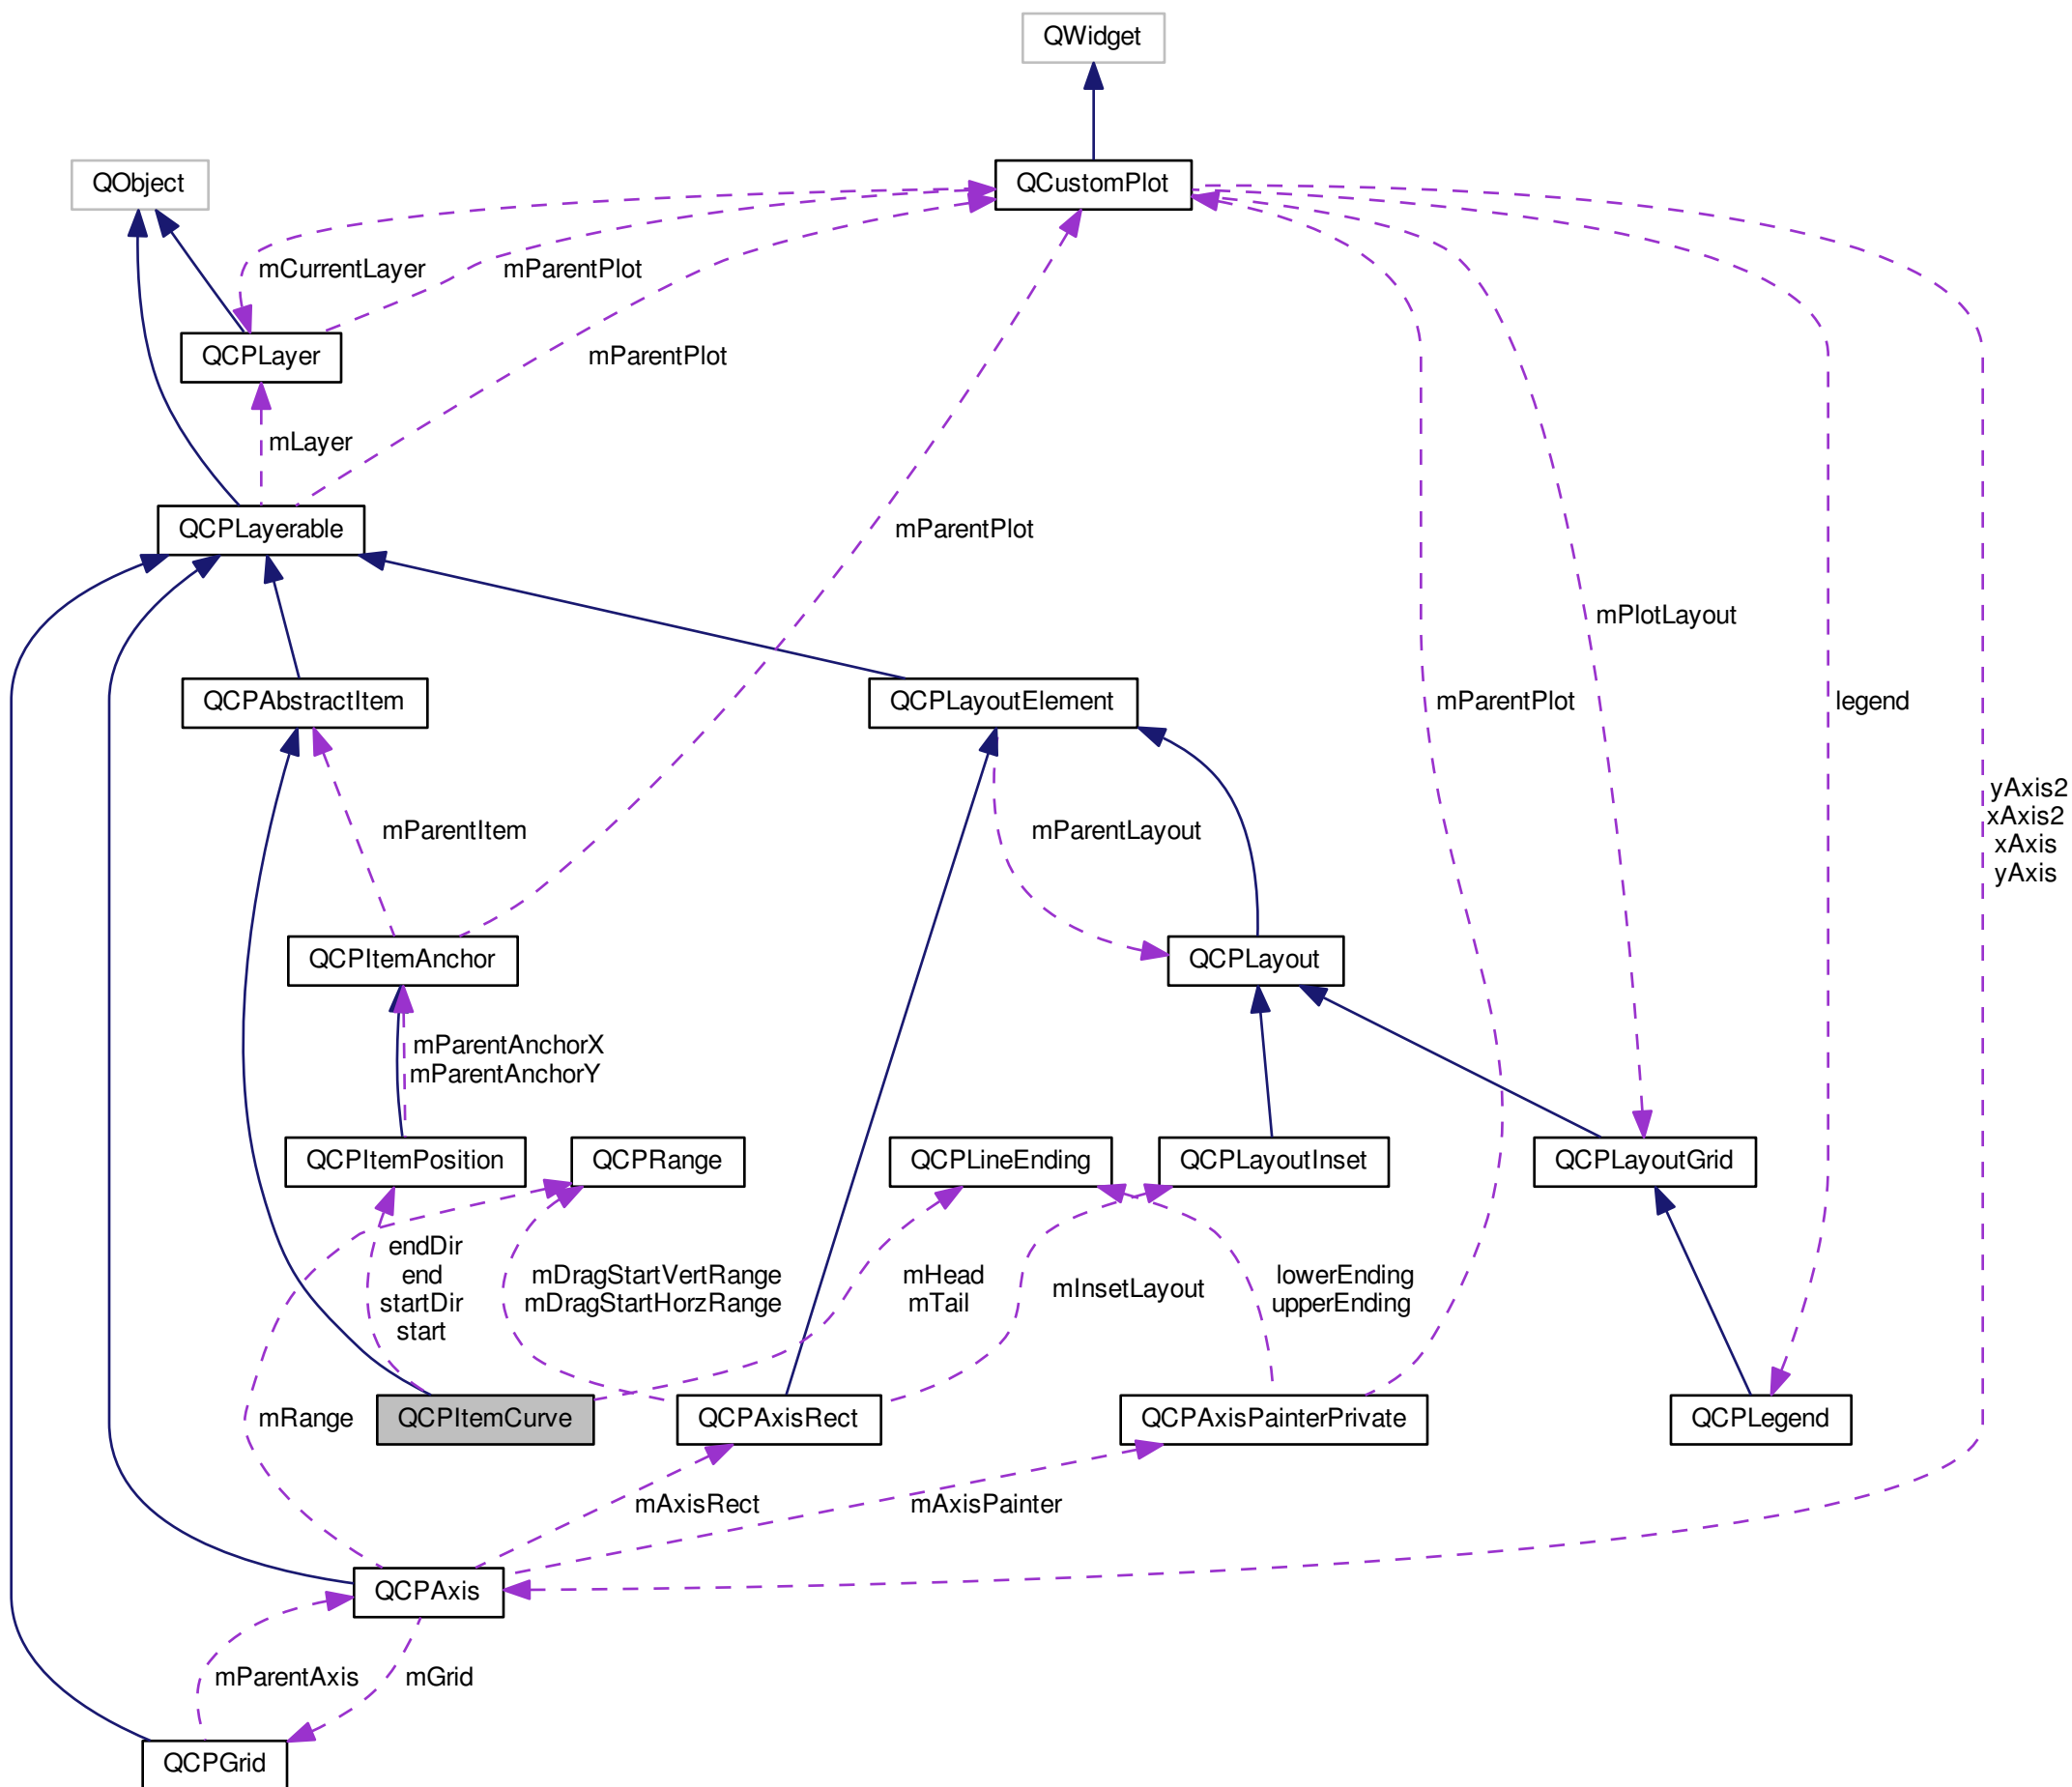 QWidget
QObject
QCustomPlot
mCurrentLayer
mParentPlot
QCPLayer
mParentPlot
mLayer
QCPLayerable
mParentPlot
mPlotLayout
QCPAbstractItem
QCPLayoutElement
mParentPlot
legend
yAxis2
xAxis2
xAxis
yAxis
mParentItem
mParentLayout
QCPItemAnchor
QCPLayout
mParentAnchorX
mParentAnchorY
QCPItemPosition
QCPRange
QCPLineEnding
QCPLayoutInset
QCPLayoutGrid
endDir
end
startDir
start
mDragStartVertRange
mDragStartHorzRange
mHead
mTail
mInsetLayout
lowerEnding
upperEnding
mRange
QCPItemCurve
QCPAxisRect
QCPAxisPainterPrivate
QCPLegend
mAxisRect
mAxisPainter
QCPAxis
mParentAxis
mGrid
QCPGrid